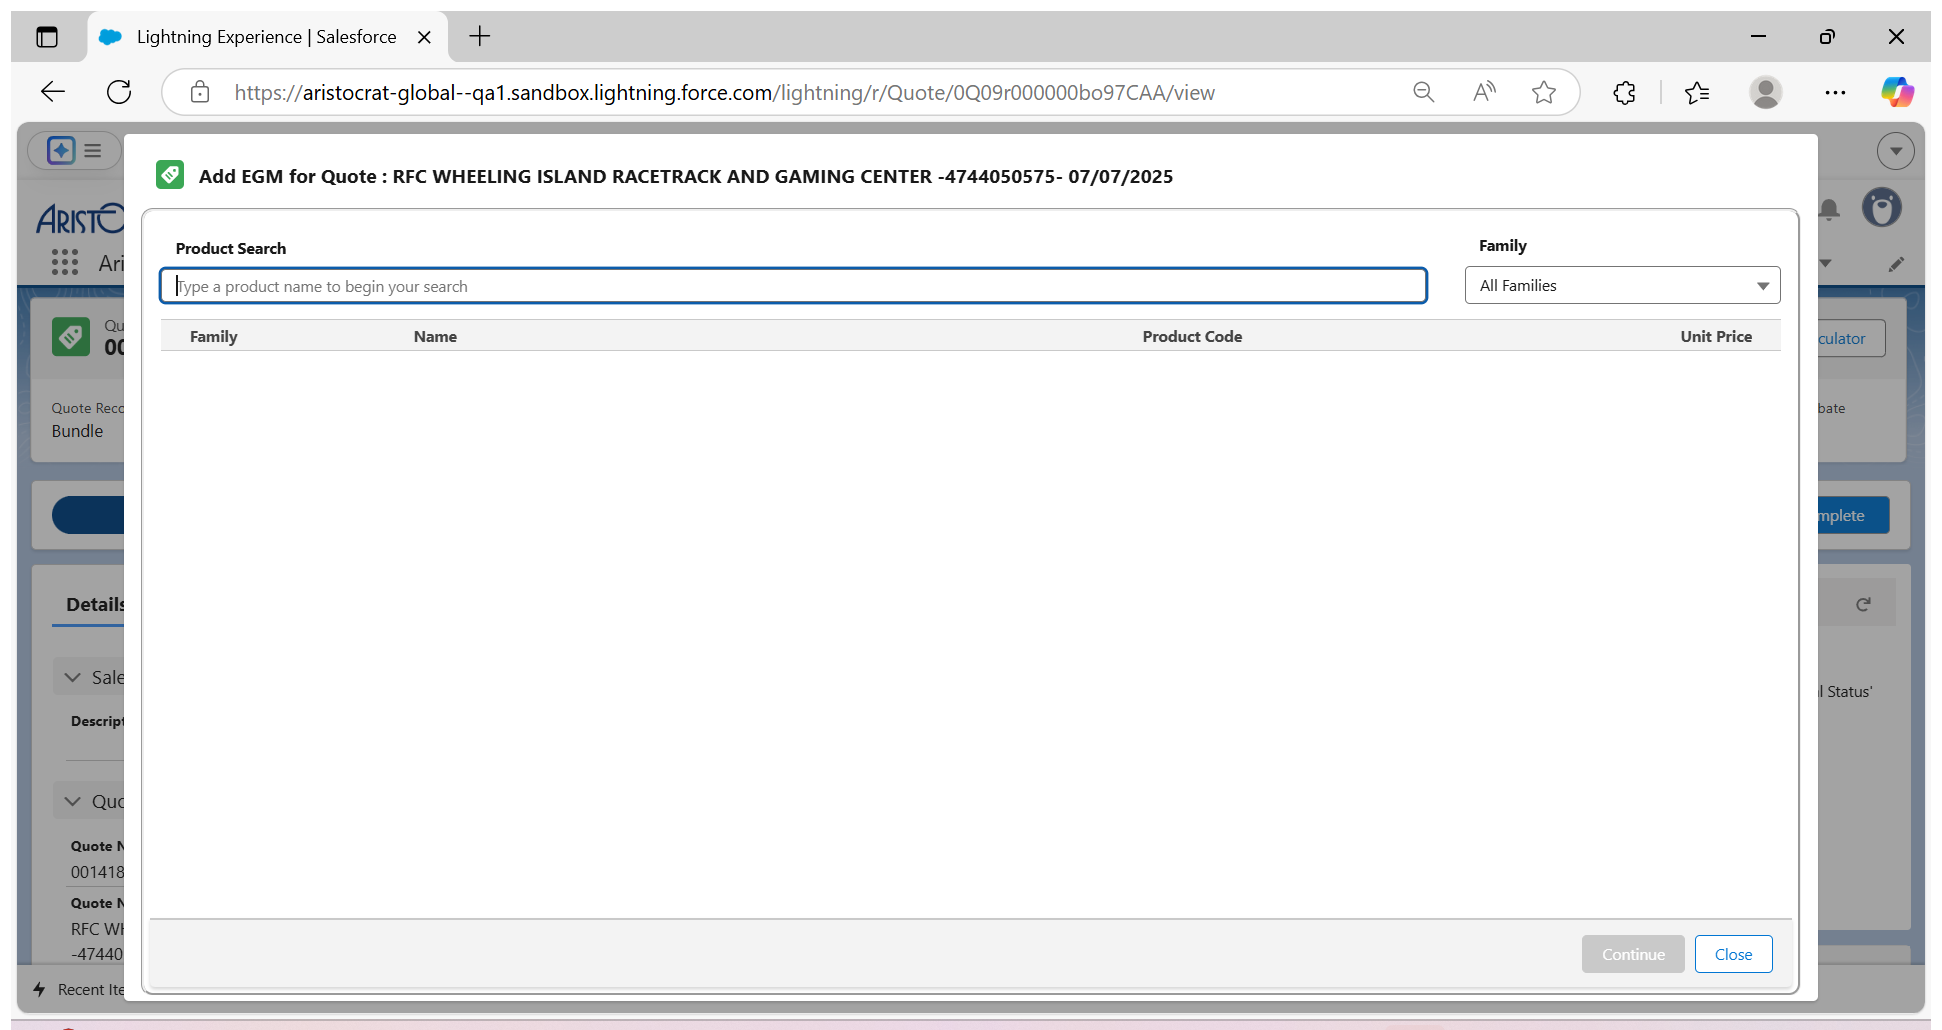 Lightning Experience | Salesforce
https://aristocrat-global--qa1.sandbox.lightning.force.com/lightning/r/Quote/0Q09r000000bo97CAA/view
Add EGM for Quote : RFC WHEELING ISLAND RACETRACK AND GAMING CENTER -4744050575- 07/07/2025
ARISTO
Ari
Product Search
Family
Type a product name to begin your search
All Families
Family Name Product Code Unit Price
Qu
00
culator
Quote Reco
bate
Bundle
mplete
Details
Sale
l Status'
Descript
Quo
Quote N
001418
Quote N
RFC WH
-47440
Continue
Close
Recent Ite